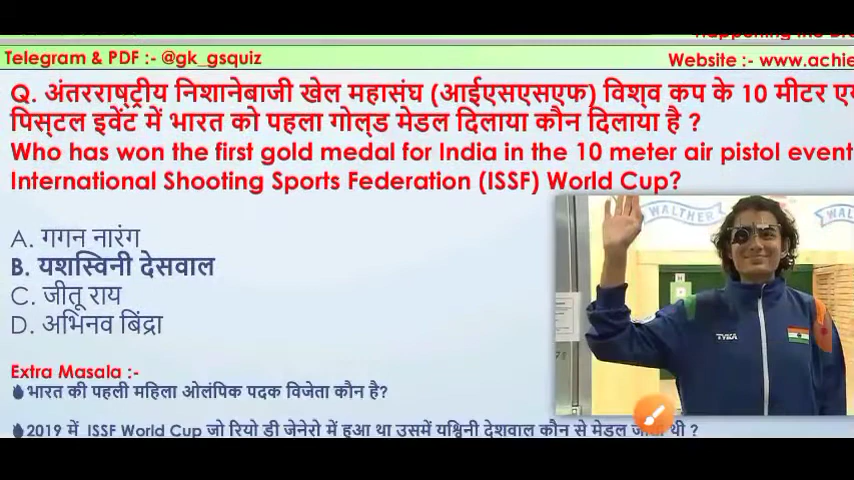 Telegram & PDF :- @gk_gsquiz
Website :- www.achie
Q. अंतरराष्ट्रीय निशानेबाजी खेल महासंघ (आईएसएसएफ) विश्व कप के 10 मीटर एय
पिस्टल इवेंट में भारत को पहला गोल्ड मेडल दिलाया कौन दिलाया है ?
Who has won the first gold medal for India in the 10 meter air pistol event
International Shooting Sports Federation (ISSF) World Cup?
WALTHER
A. गगन नारंग
B. यशस्विनी देसवाल
C. जीतू राय
D. अभिनव बिंद्रा
TYKA
Extra Masala :-
भारत की पहली महिला ओलंपिक पदक विजेता कौन है?
2019 में ISSF World Cup जो रियो डी जेनेरो में हुआ था उसमें यश्विनी देशवाल कौन से मेडल थी ?